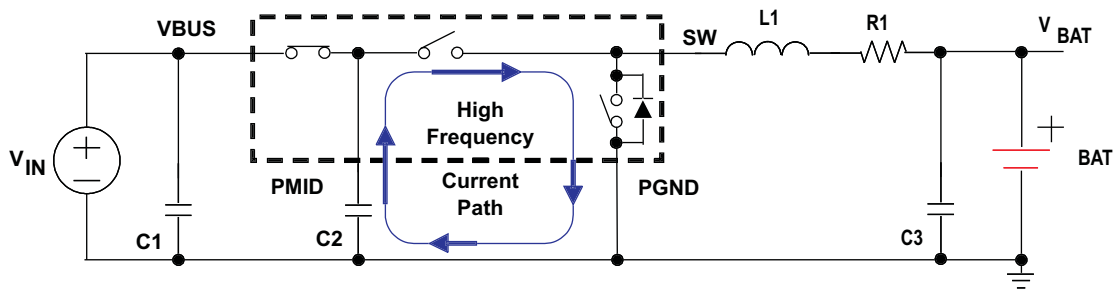 VBUS
SW
L1
R1
V BAT
High
Frequency
V IN
+
−
PMID
Current
Path
PGND
+
BAT
C1
C2
C3